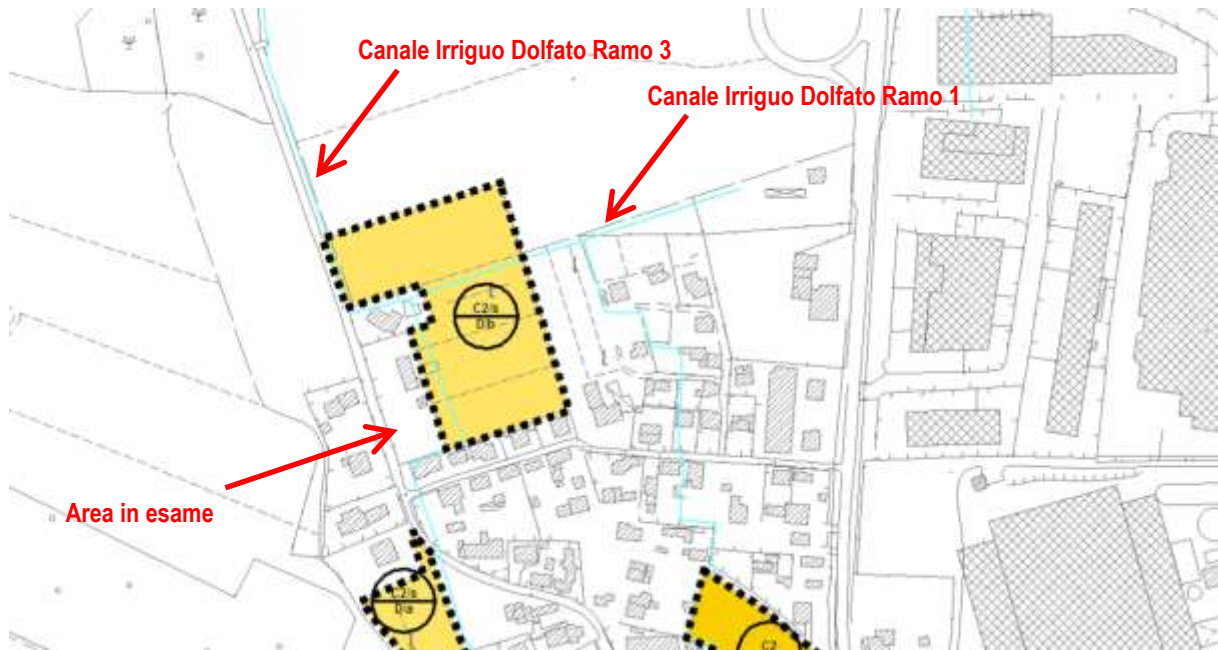 Canale Irriguo Dolfato Ramo 3
Canale Irriguo Dolfato Ramo 1
C2/s
D/b
Area in esame
C2/s
D/a
C2